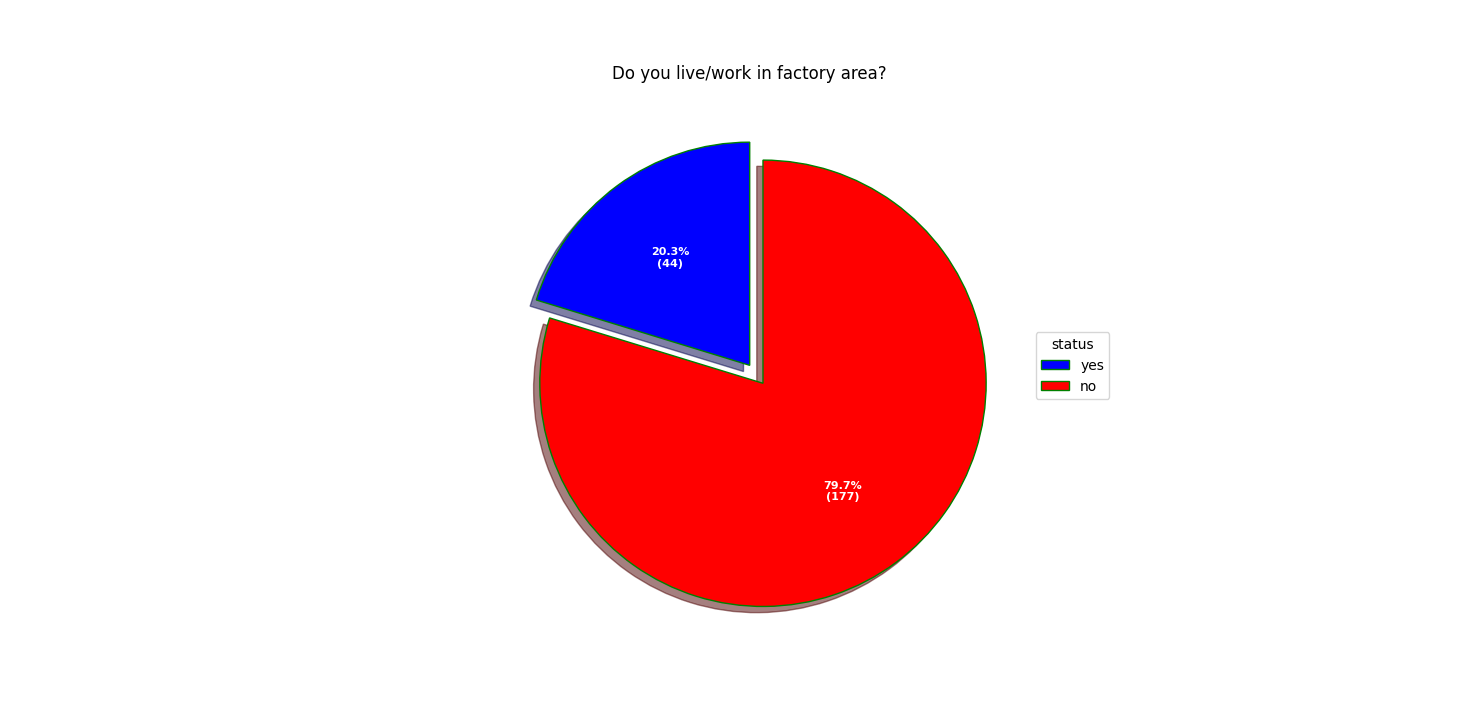 Do you live/work in factory area?
20.3%
(44)
status
yes
no
79.7%
(177)